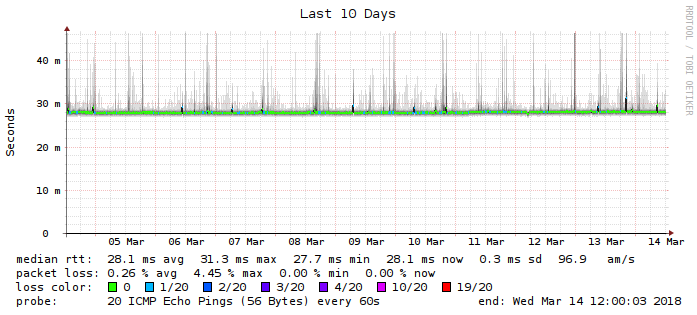 Last 10 Days
RRDTOOL / TOBI OETIKER
Seconds
40 m
30 m
20 m
10 m
0
05 Mar 06 Mar 07 Mar 08 Mar 09 Mar 10 Mar 11 Mar 12 Mar 13 Mar 14 Mar
median rtt: 28.1 ms avg 31.3 ms max 27.7 ms min 28.1 ms now 0.3 ms sd 96.9 am/s
packet loss: 0.26 % avg 4.45 % max 0.00 % min 0.00 % now
loss color: 0 1/20 2/20 3/20 4/20 10/20 19/20
probe: 20 ICMP Echo Pings (56 Bytes) every 60s end: Wed Mar 14 12:00:03 2018